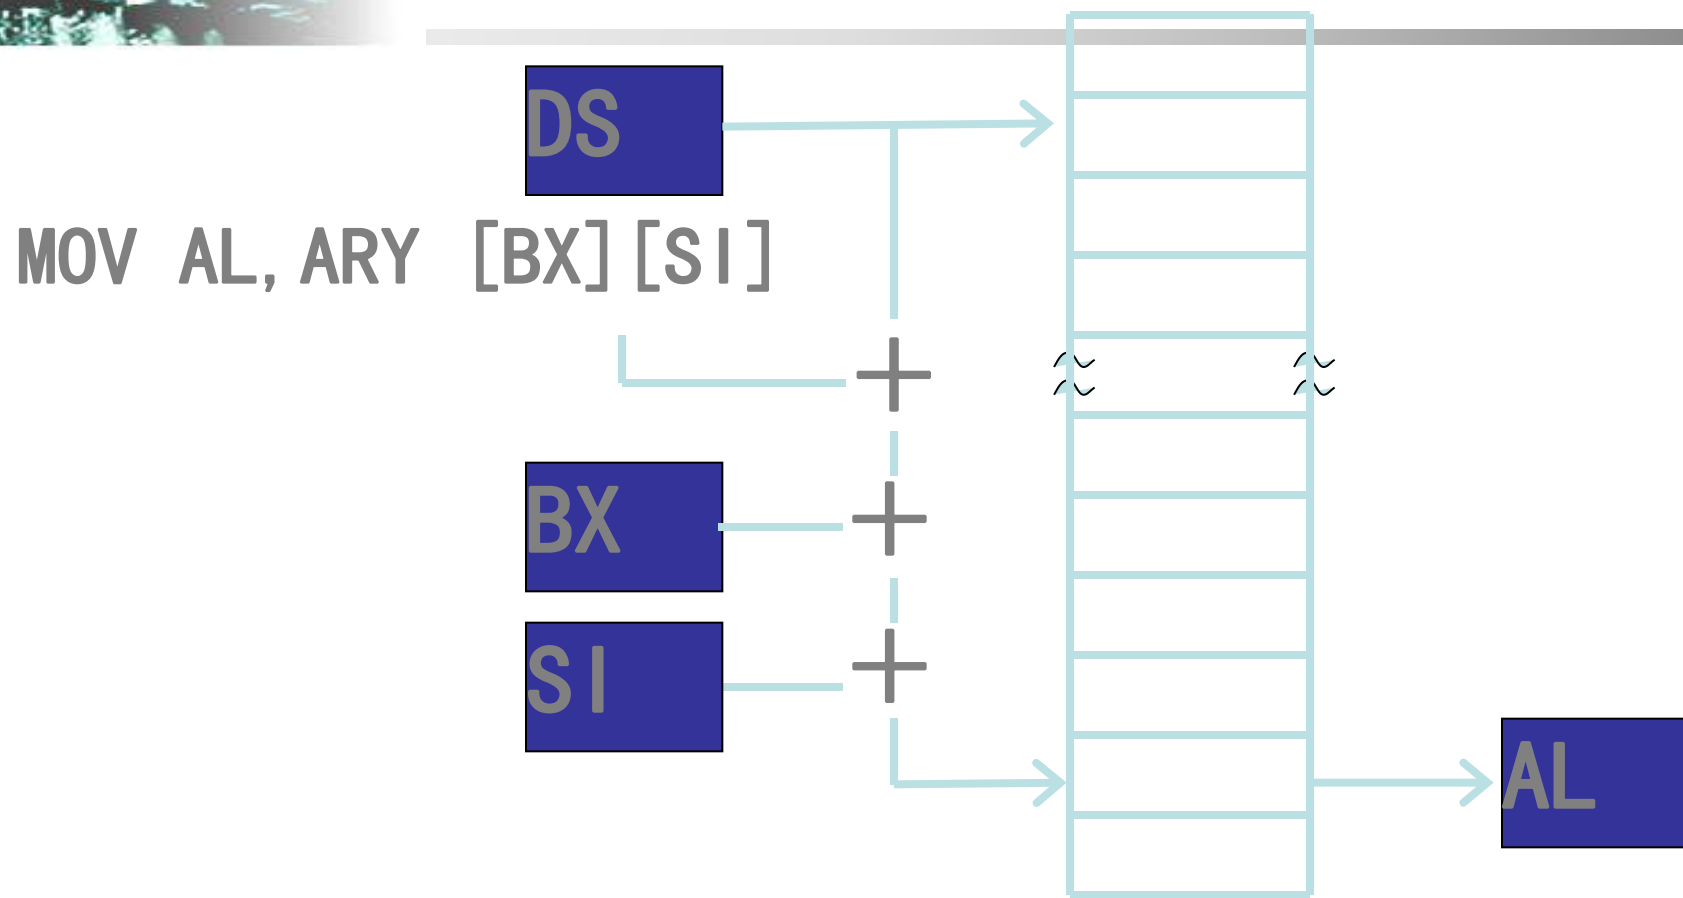 DS
MOV AL,ARY [BX][SI]
+
BX
+
SI
+
AL